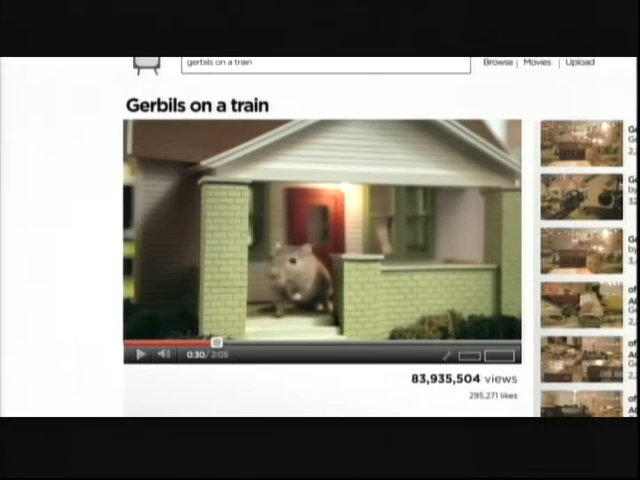 gerbils on a train
Browse | Movies | Upload
Gerbils on a train
0:30 / 2:05
83,935,504 views
295,271 likes